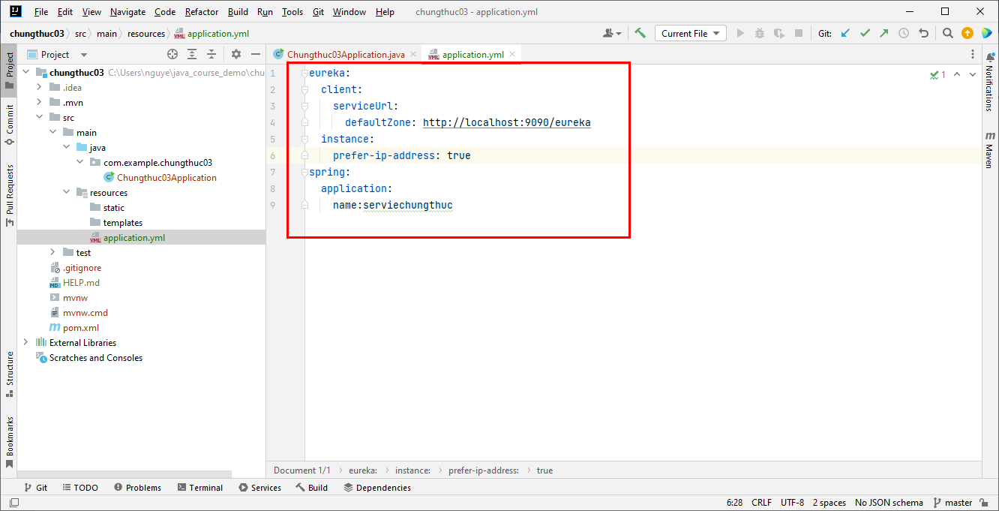 File Edit View Navigate Code Refactor Build Run Tools Git Window Help chungthuc03 - application.yml
chungthuc03 src main resources application.yml Current File Git:
Project
Chungthuc03Application.java application.yml
Project
Commit
Pull Requests
Structure
Bookmarks
chungthuc03 C:\Users\nguye\java_course_demo\chu
.idea
.mvn
src
main
java
com.example.chungthuc03
Chungthuc03Application
resources
static
templates
application.yml
test
.gitignore
HELP.md
mvnw
mvnw.cmd
pom.xml
External Libraries
Scratches and Consoles
1 eureka:
2 client:
3 serviceUrl:
4 defaultZone: http://localhost:9090/eureka
5 instance:
6 prefer-ip-address: true
7 spring:
8 application:
9 name:serviechungthuc
1
Notifications
Maven
Document 1/1 eureka: instance: prefer-ip-address: true
Git TODO Problems Terminal Services Build Dependencies
6:28 CRLF UTF-8 2 spaces No JSON schema master